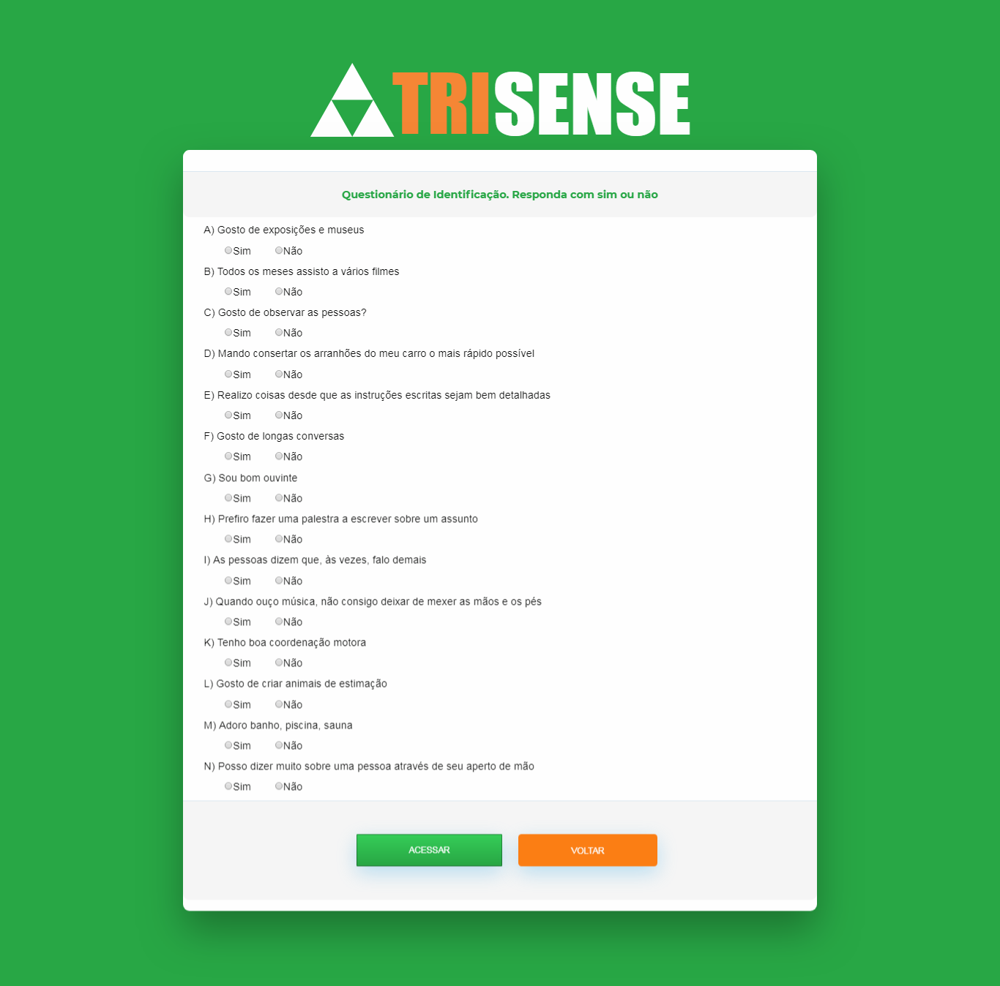 TRISENSE
Questionário de Identificação. Responda com sim ou não
A) Gosto de exposições e museus
Sim Não
B) Todos os meses assisto a vários filmes
Sim Não
C) Gosto de observar as pessoas?
Sim Não
D) Mando consertar os arranhões do meu carro o mais rápido possível
Sim Não
E) Realizo coisas desde que as instruções escritas sejam bem detalhadas
Sim Não
F) Gosto de longas conversas
Sim Não
G) Sou bom ouvinte
Sim Não
H) Prefiro fazer uma palestra a escrever sobre um assunto
Sim Não
I) As pessoas dizem que, às vezes, falo demais
Sim Não
J) Quando ouço música, não consigo deixar de mexer as mãos e os pés
Sim Não
K) Tenho boa coordenação motora
Sim Não
L) Gosto de criar animais de estimação
Sim Não
M) Adoro banho, piscina, sauna
Sim Não
N) Posso dizer muito sobre uma pessoa através de seu aperto de mão
Sim Não
ACESSAR VOLTAR